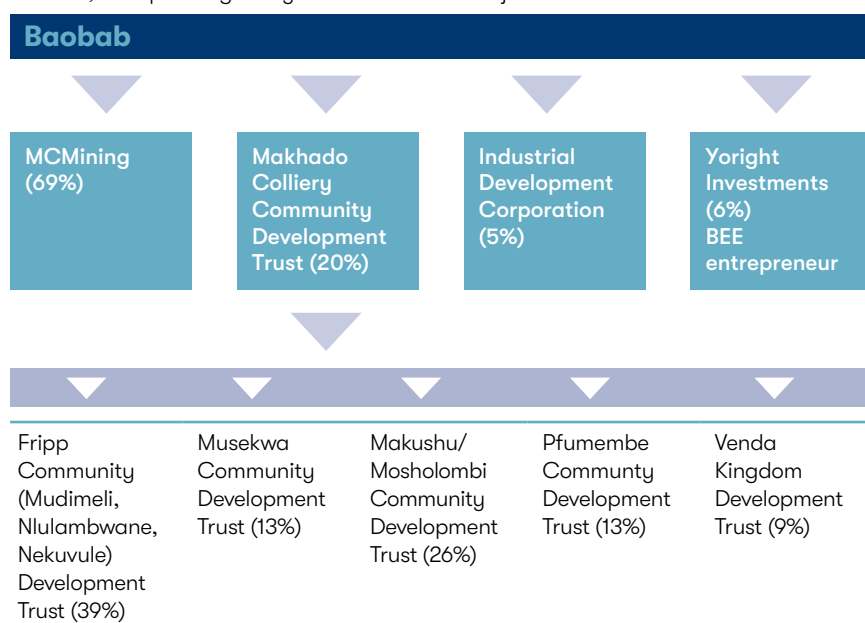 Baobab
MCMining
(69%)
Makhado
Colliery
Community
Development
Trust (20%)
Industrial
Development
Corporation
(5%)
Yoright
Investments
(6%)
BEE
entrepreneur
Fripp
Community
(Mudimeli,
Nlulambwane,
Nekuvule)
Development
Trust (39%)
Musekwa
Community
Development
Trust (13%)
Makushu/
Mosholombi
Community
Development
Trust (26%)
Pfumembe
Communty
Development
Trust (13%)
Venda
Kingdom
Development
Trust (9%)